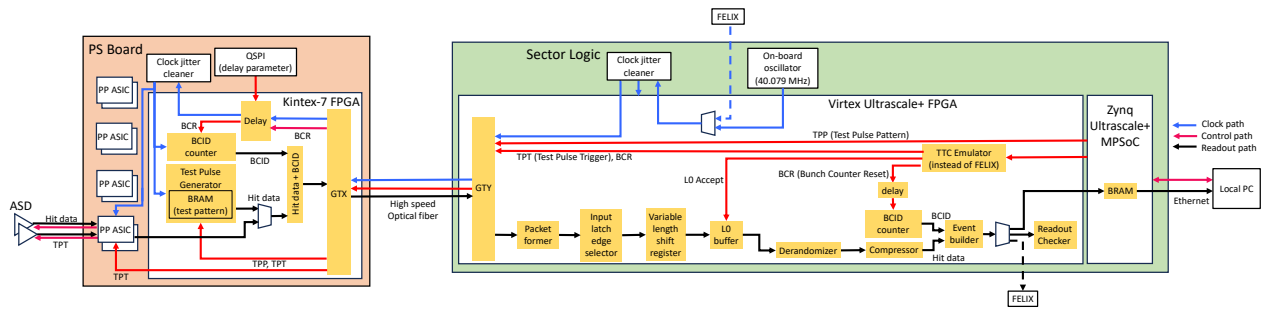 FELIX
PS Board
Sector Logic
Clock jitter
cleaner
QSPI
(delay parameter)
Clock jitter
cleaner
On-board
oscillator
(40.079 MHz)
PP ASIC
PP ASIC
PP ASIC
PP ASIC
Kintex-7 FPGA
Delay
BCR
BCR
BCID
counter
BCID
Test Pulse
Generator
BRAM
(test pattern)
Hit data
Hit data + BCID
GTX
TPP, TPT
TPT
ASD
Hit data
TPT
High speed
Optical fiber
GTY
Virtex Ultrascale+ FPGA
TPP (Test Pulse Pattern)
TPT (Test Pulse Trigger), BCR
TTC Emulator
(instead of FELIX)
L0 Accept
BCR (Bunch Counter Reset)
delay
BCID
counter
BCID
Packet
former
Input
latch
edge
selector
Variable
length
shift
register
L0
buffer
Derandomizer
Compressor
Hit data
Event
builder
Readout
Checker
FELIX
Zynq
Ultrascale+
MPSoC
BRAM
Ethernet
Local PC
Clock path
Control path
Readout path